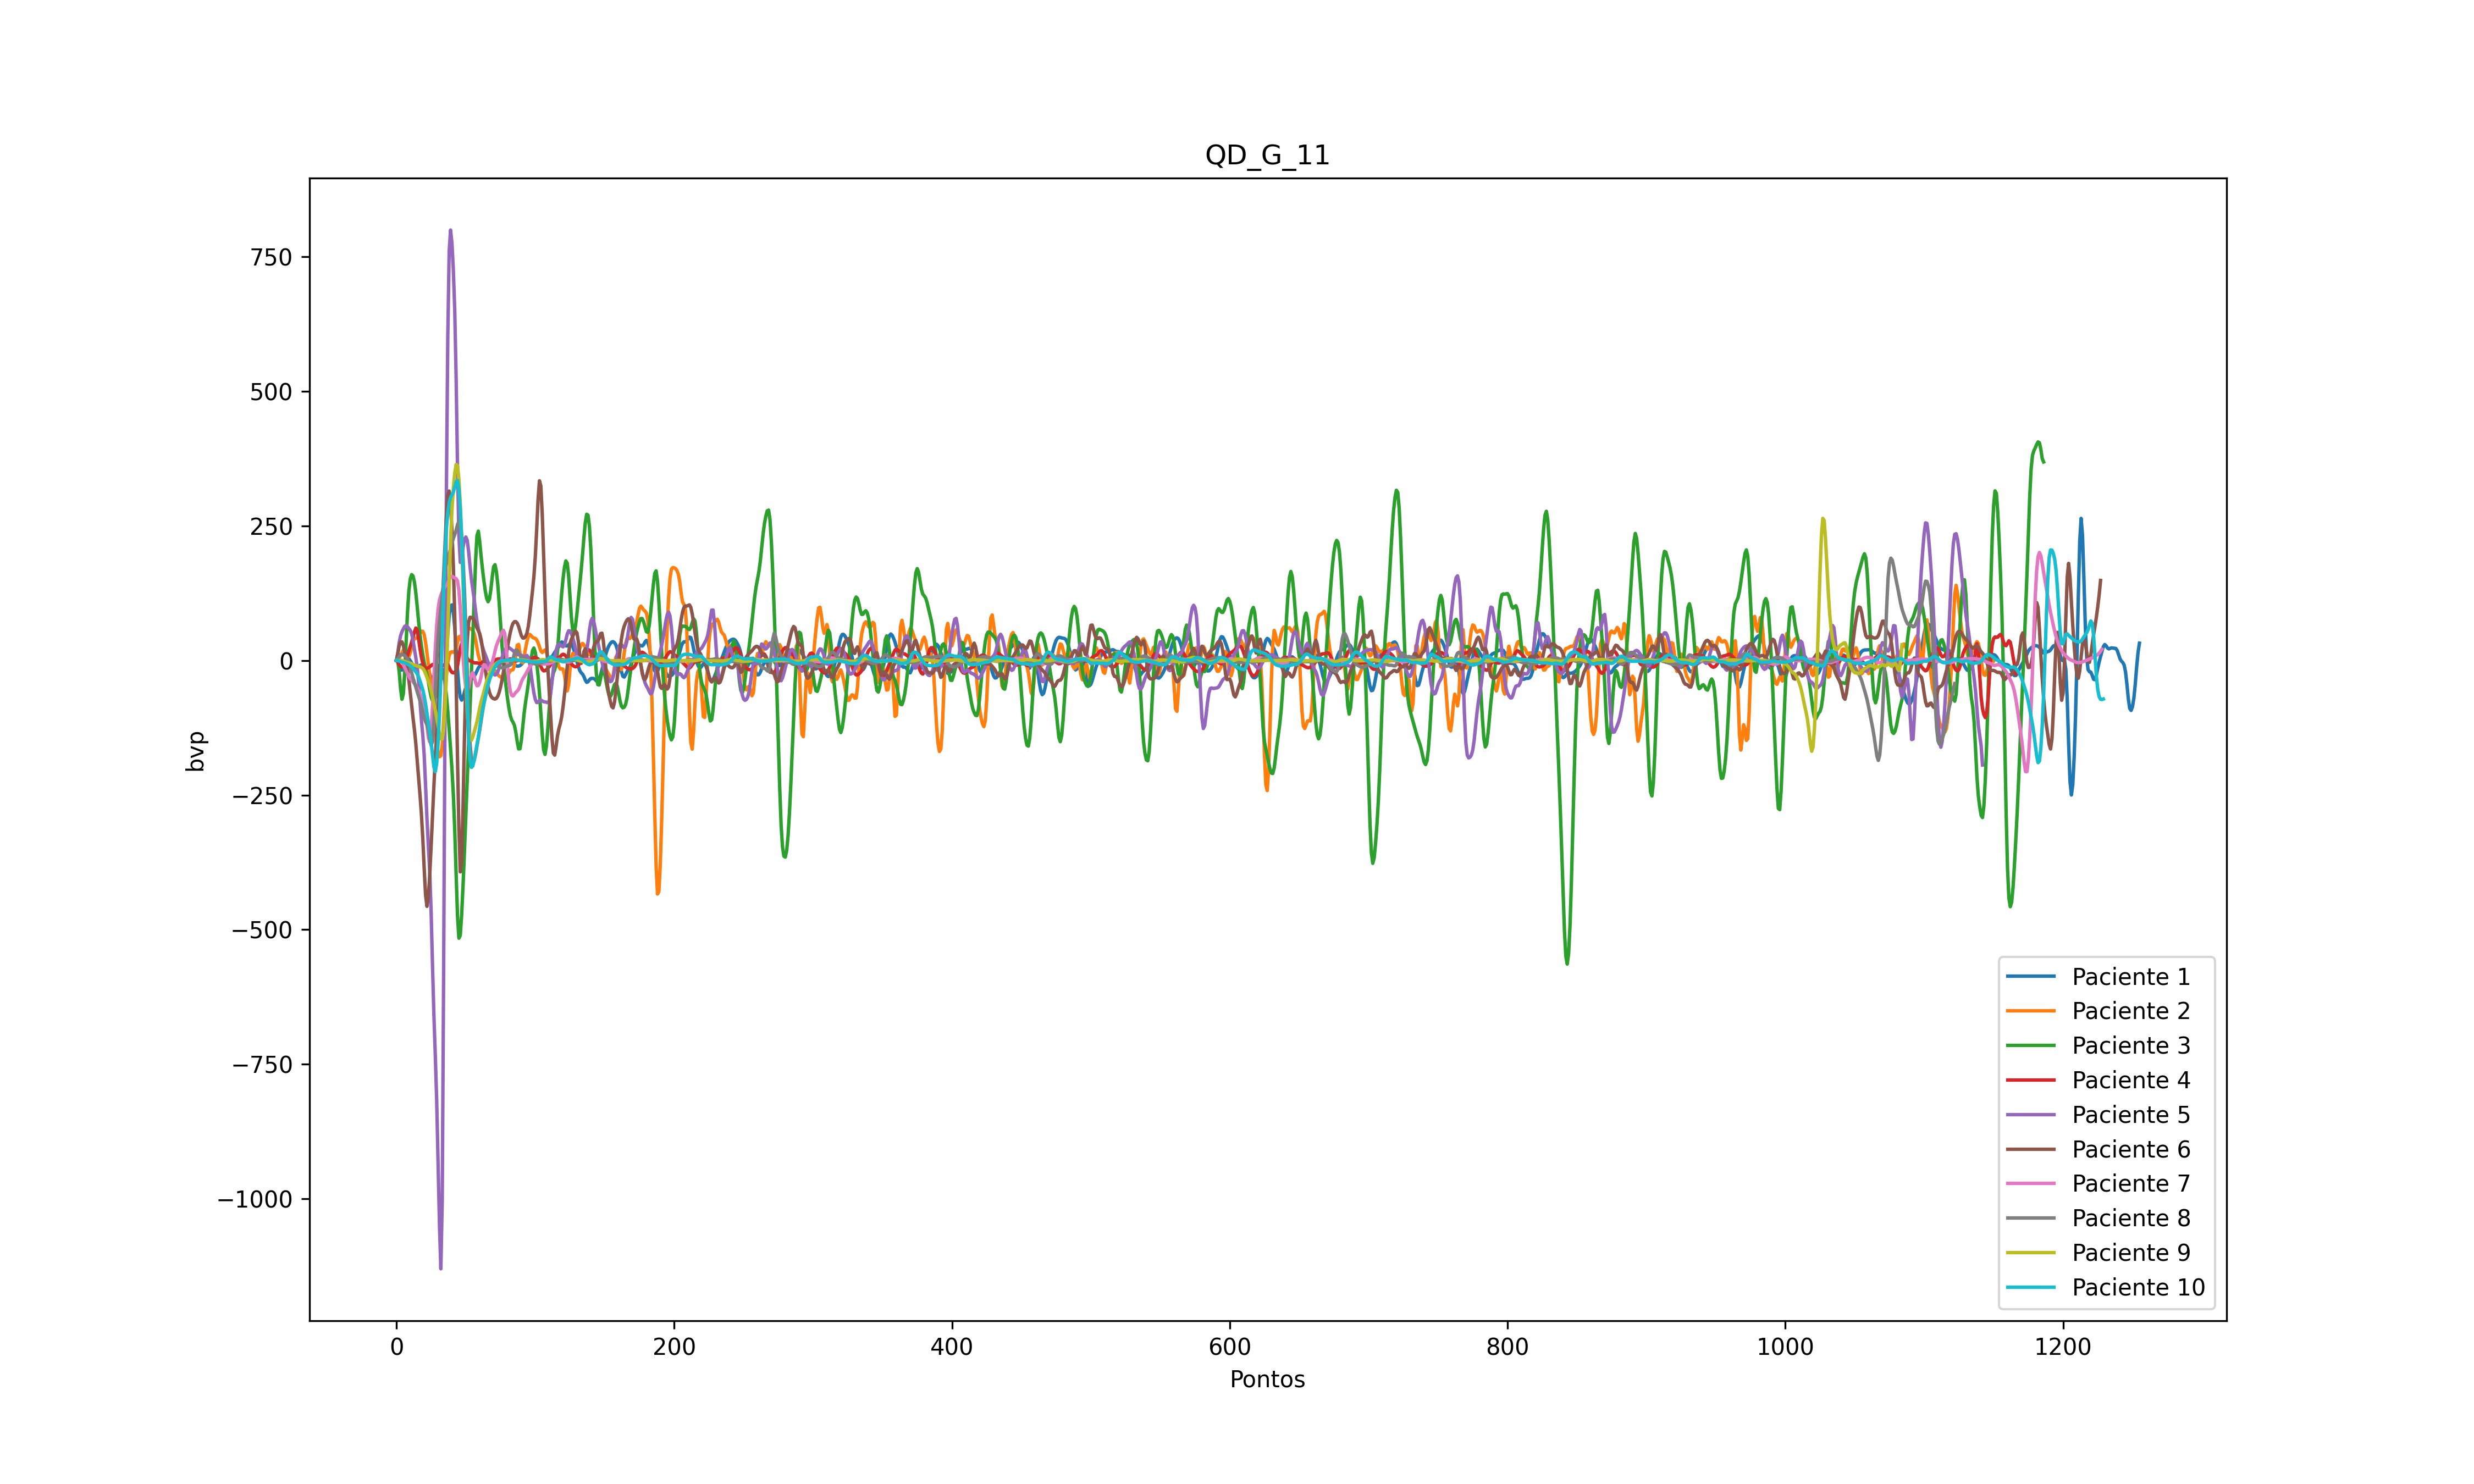 QD_G_11
bvp
750
500
250
0
−250
−500
−750
−1000
0 200 400 600 800 1000 1200
Pontos
Paciente 1
Paciente 2
Paciente 3
Paciente 4
Paciente 5
Paciente 6
Paciente 7
Paciente 8
Paciente 9
Paciente 10